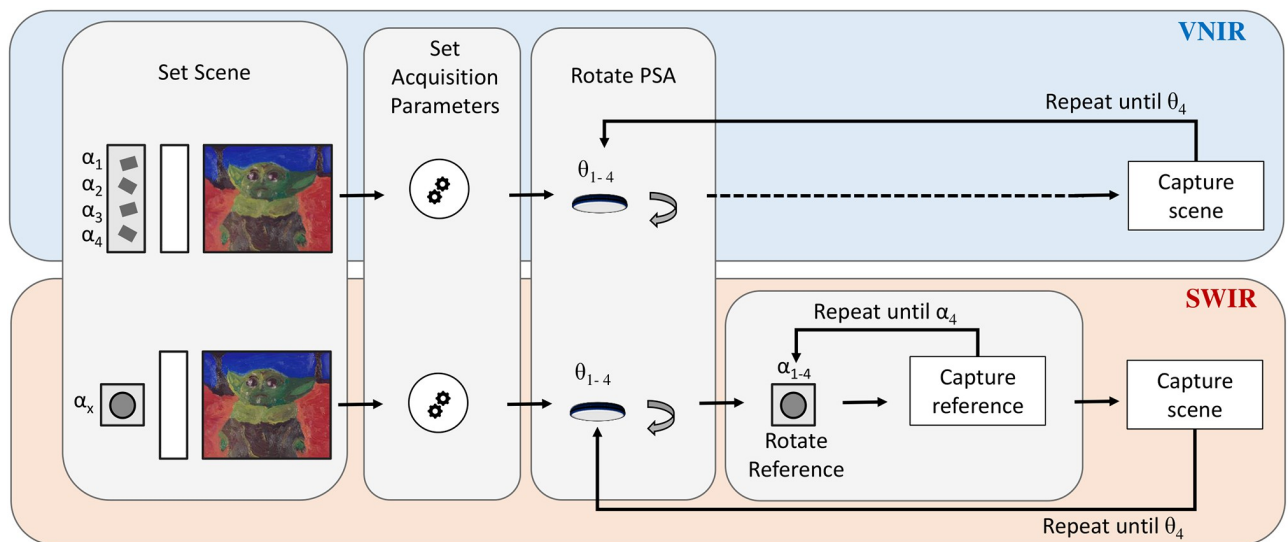 VNIR
Set Scene
Set
Acquisition
Parameters
Rotate PSA
Repeat until θ4
α1
α2
α3
α4
θ1-4
Capture
scene
SWIR
Repeat until α4
αx
θ1-4
α1-4
Rotate
Reference
Capture
reference
Capture
scene
Repeat until θ4